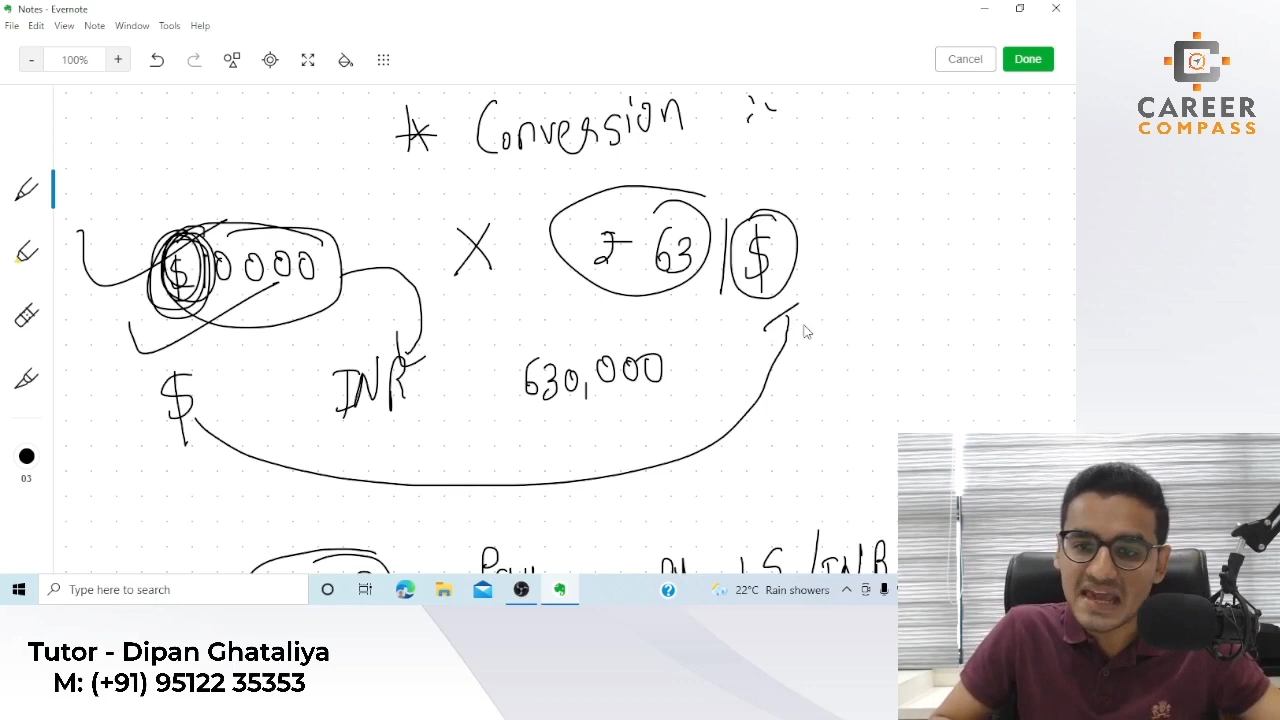 Notes - Evernote
File Edit View Note Window Tools Help
- 100% +
Cancel Done
CAREER
COMPASS
* Conversion :-
$ 10000 X ₹ 63 / $
$ INR 630,000
03
/INR
Type here to search
22°C Rain showers
Tutor - Dipan Ghataliya
M: (+91) 95122 35353